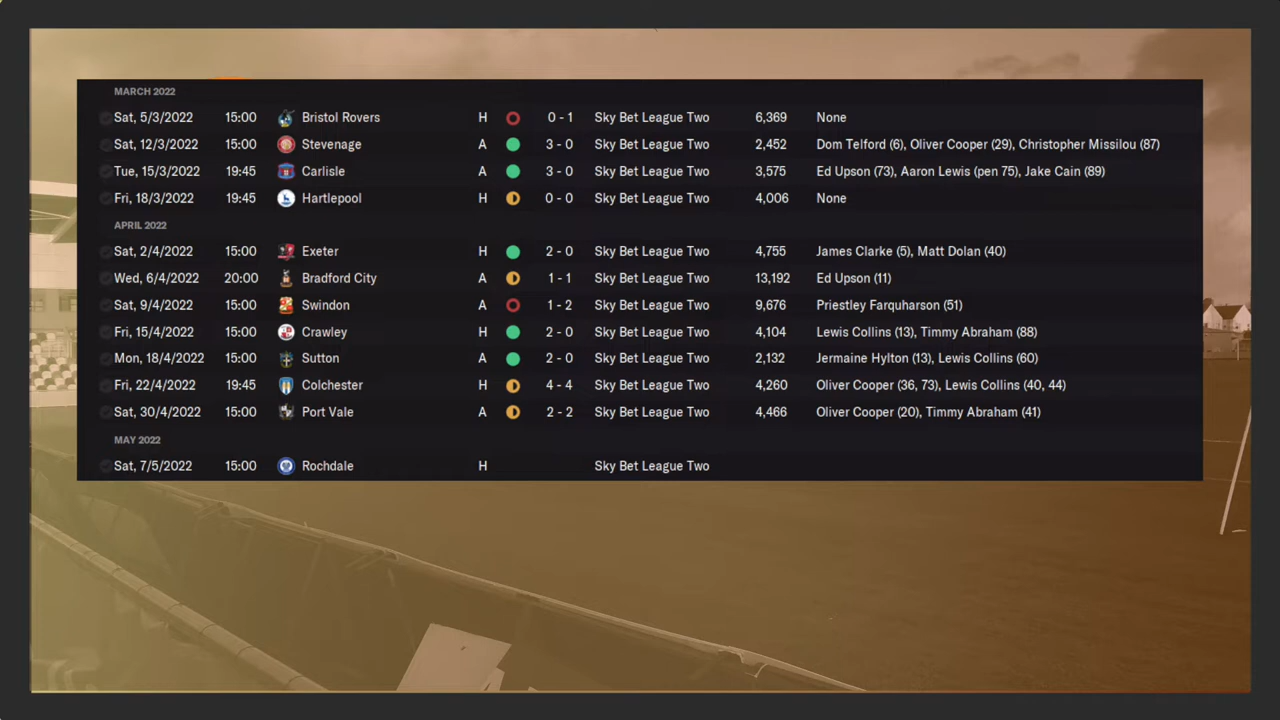 MARCH 2022
Sat, 5/3/2022 15:00 Bristol Rovers H 0 - 1 Sky Bet League Two 6,369 None
Sat, 12/3/2022 15:00 Stevenage A 3 - 0 Sky Bet League Two 2,452 Dom Telford (6), Oliver Cooper (29), Christopher Missilou (87)
Tue, 15/3/2022 19:45 Carlisle A 3 - 0 Sky Bet League Two 3,575 Ed Upson (73), Aaron Lewis (pen 75), Jake Cain (89)
Fri, 18/3/2022 19:45 Hartlepool H 0 - 0 Sky Bet League Two 4,006 None
APRIL 2022
Sat, 2/4/2022 15:00 Exeter H 2 - 0 Sky Bet League Two 4,755 James Clarke (5), Matt Dolan (40)
Wed, 6/4/2022 20:00 Bradford City A 1 - 1 Sky Bet League Two 13,192 Ed Upson (11)
Sat, 9/4/2022 15:00 Swindon A 1 - 2 Sky Bet League Two 9,676 Priestley Farquharson (51)
Fri, 15/4/2022 15:00 Crawley H 2 - 0 Sky Bet League Two 4,104 Lewis Collins (13), Timmy Abraham (88)
Mon, 18/4/2022 15:00 Sutton A 2 - 0 Sky Bet League Two 2,132 Jermaine Hylton (13), Lewis Collins (60)
Fri, 22/4/2022 19:45 Colchester H 4 - 4 Sky Bet League Two 4,260 Oliver Cooper (36, 73), Lewis Collins (40, 44)
Sat, 30/4/2022 15:00 Port Vale A 2 - 2 Sky Bet League Two 4,466 Oliver Cooper (20), Timmy Abraham (41)
MAY 2022
Sat, 7/5/2022 15:00 Rochdale H Sky Bet League Two